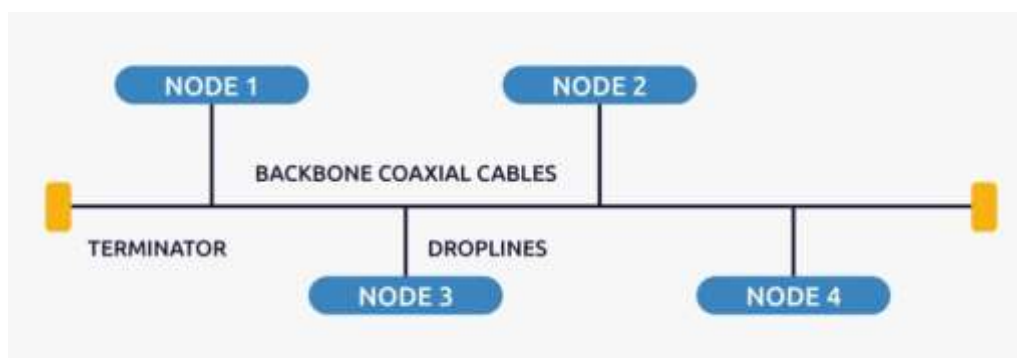 NODE 1
NODE 2
BACKBONE COAXIAL CABLES
TERMINATOR
DROPLINES
NODE 3
NODE 4